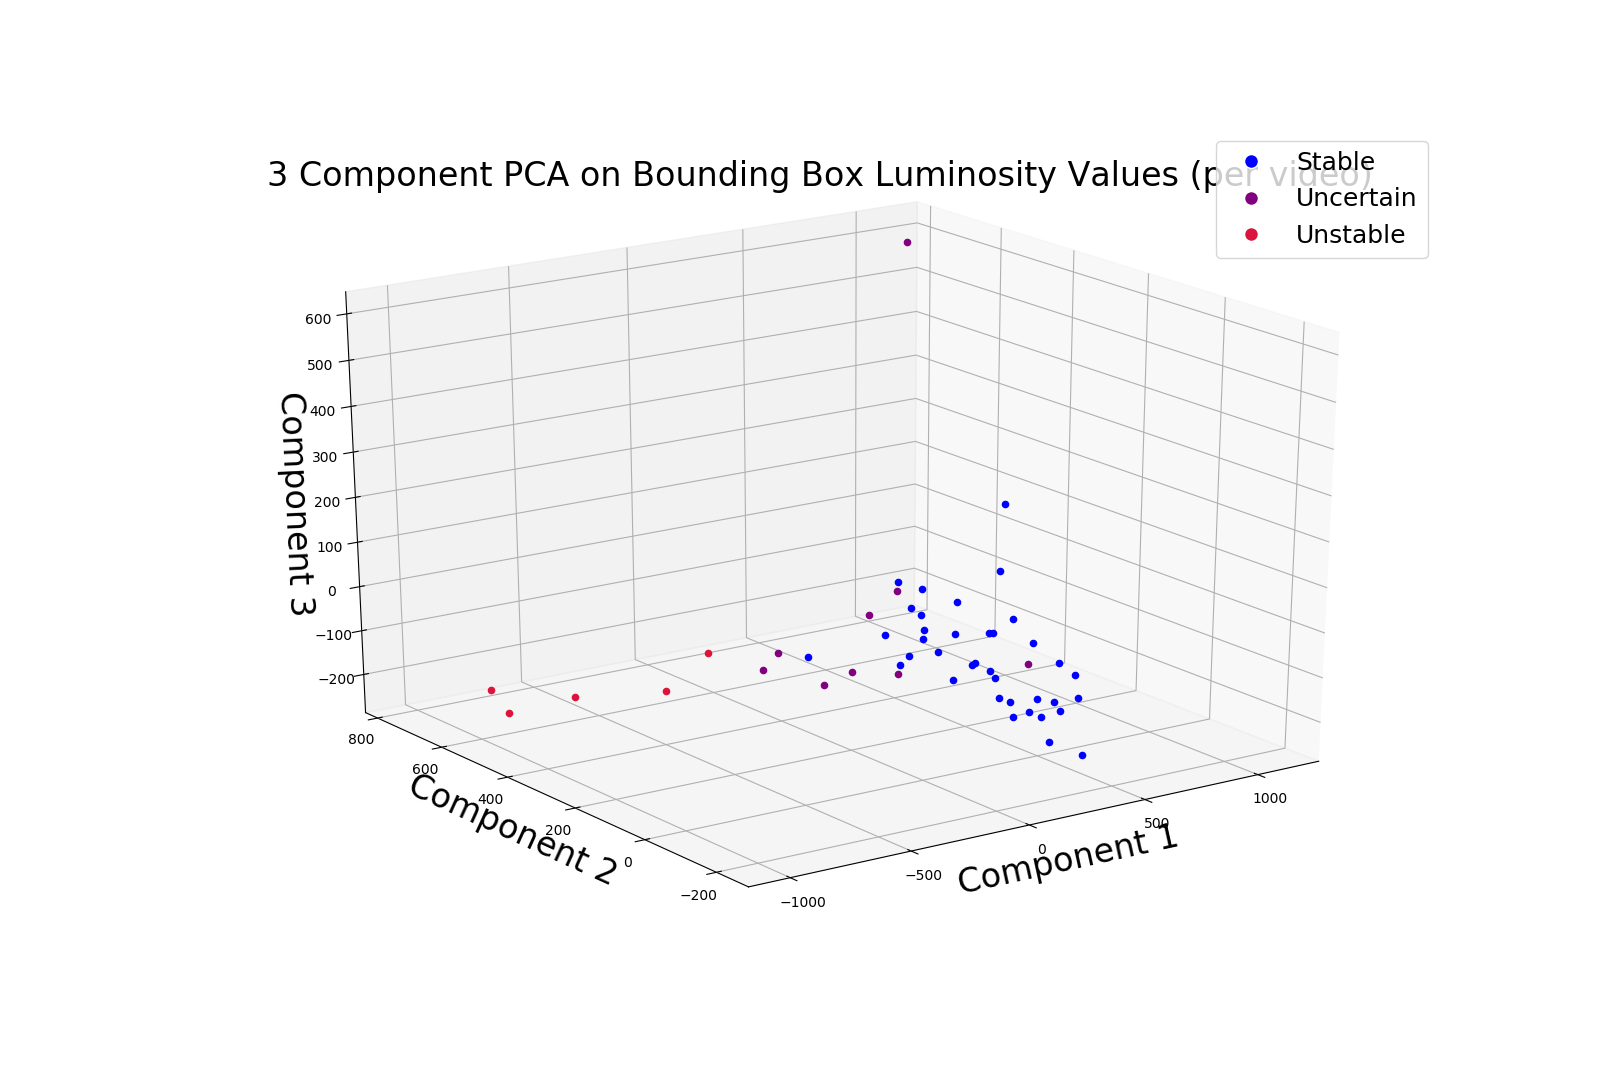 3 Component PCA on Bounding Box Luminosity Values (per video)
Stable
Uncertain
Unstable
600
500
400
300
200
100
0
−100
−200
Component 3
800
600
400
200
0
−200
Component 2
−1000
−500
0
500
1000
Component 1